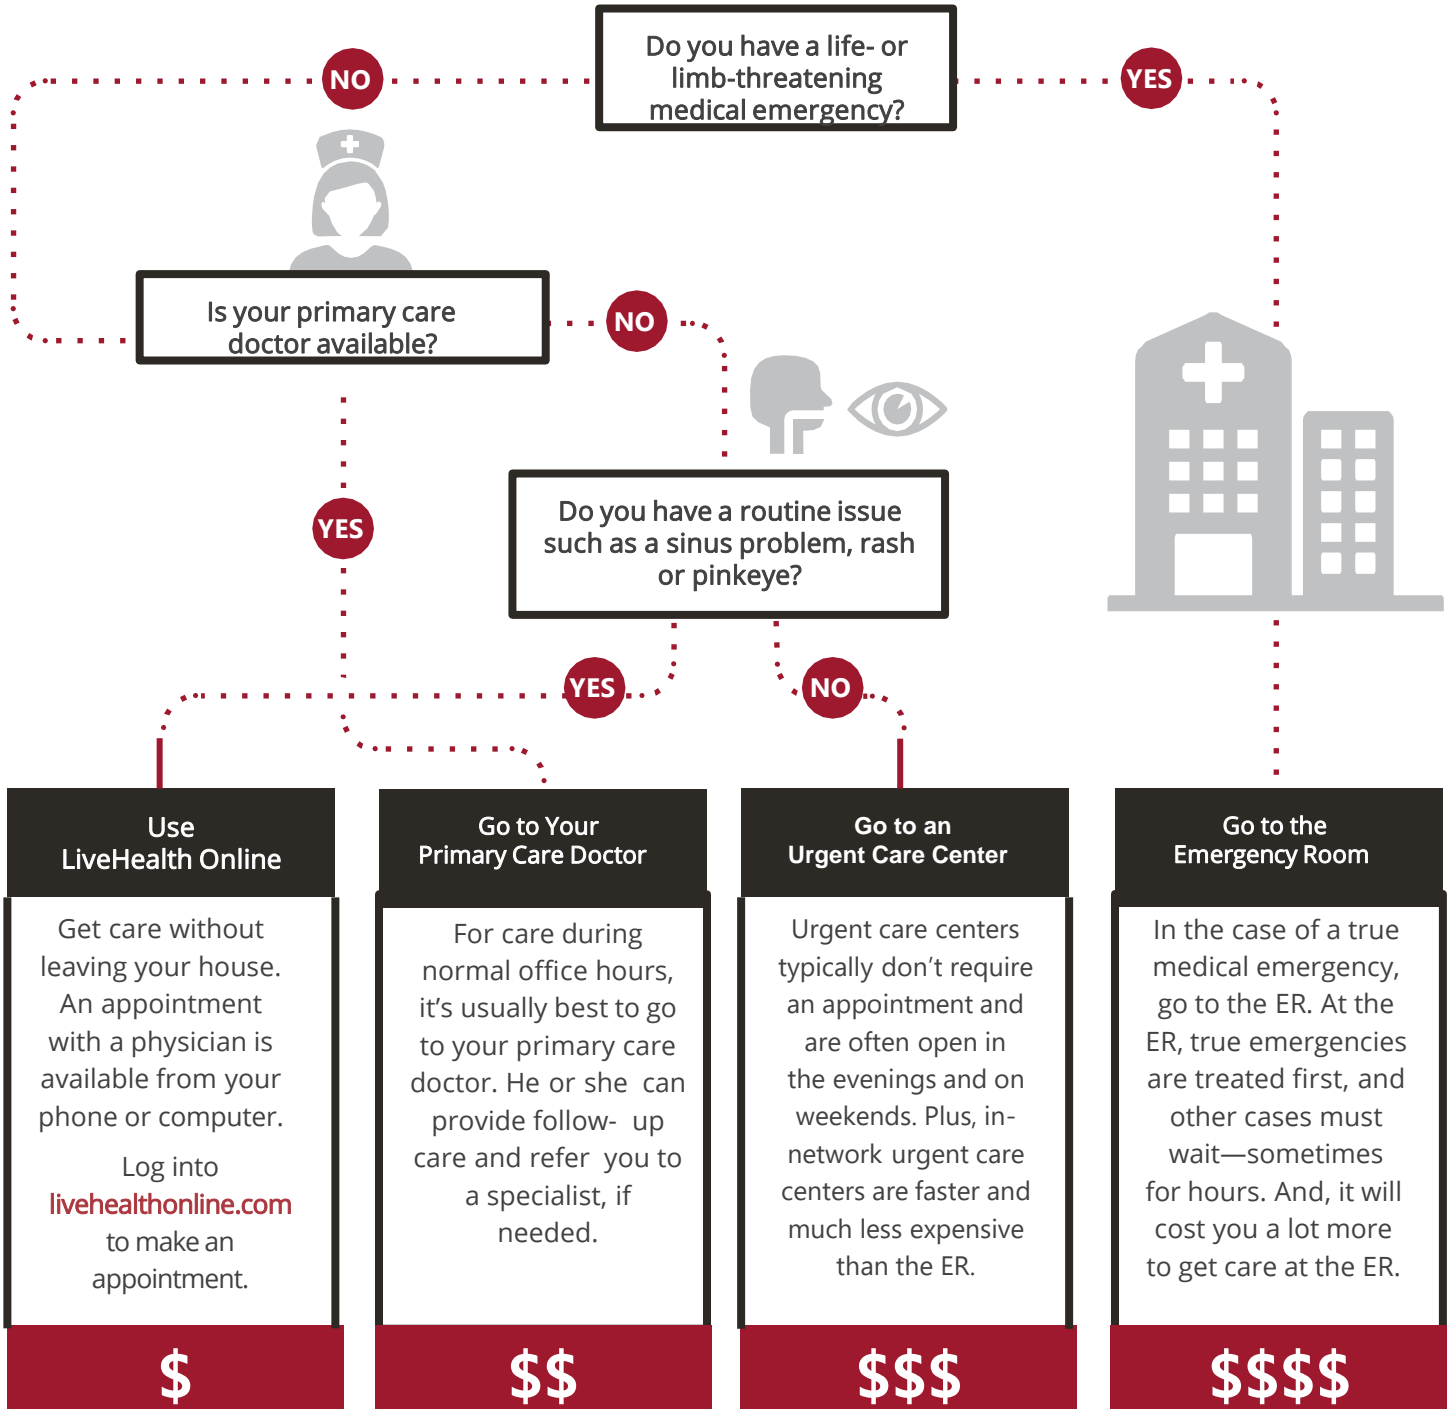 Do you have a life- or
limb-threatening
medical emergency?
NO
YES
Is your primary care
doctor available?
NO
YES
Do you have a routine issue
such as a sinus problem, rash
or pinkeye?
YES
NO
Use
LiveHealth Online
Get care without
leaving your house.
An appointment
with a physician is
available from your
phone or computer.
Log into
livehealthonline.com
to make an
appointment.
$
Go to Your
Primary Care Doctor
For care during
normal office hours,
it’s usually best to go
to your primary care
doctor. He or she can
provide follow- up
care and refer you to
a specialist, if
needed.
$$
Go to an
Urgent Care Center
Urgent care centers
typically don’t require
an appointment and
are often open in
the evenings and on
weekends. Plus, in-
network urgent care
centers are faster and
much less expensive
than the ER.
$$$
Go to the
Emergency Room
In the case of a true
medical emergency,
go to the ER. At the
ER, true emergencies
are treated first, and
other cases must
wait—sometimes
for hours. And, it will
cost you a lot more
to get care at the ER.
$$$$